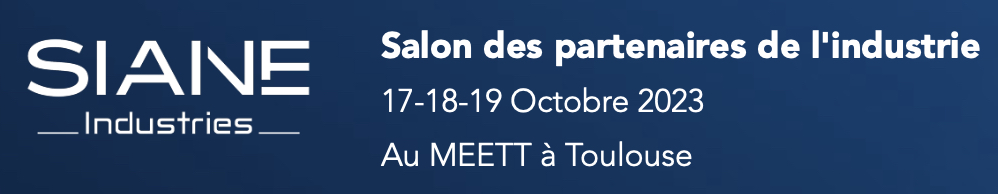 SIANE
Industries
Salon des partenaires de l'industrie
17-18-19 Octobre 2023
Au MEETT à Toulouse